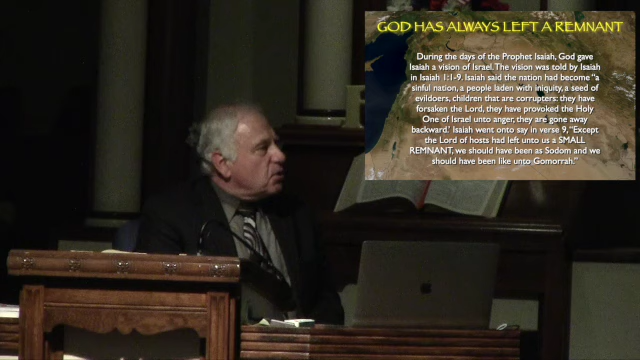 GOD HAS ALWAYS LEFT A REMNANT
During the days of the Prophet Isaiah, God gave
Isaiah a vision of Israel. The vision was told by Isaiah
in Isaiah 1:1-9. Isaiah said the nation had become "a
sinful nation, a people laden with iniquity, a seed of
evildoers, children that are corrupters: they have
forsaken the Lord, they have provoked the Holy
One of Israel unto anger, they are gone away
backward.' Isaiah went onto say in verse 9, "Except
the Lord of hosts had left unto us a SMALL
REMNANT, we should have been as Sodom and we
should have been like unto Gomorrah."